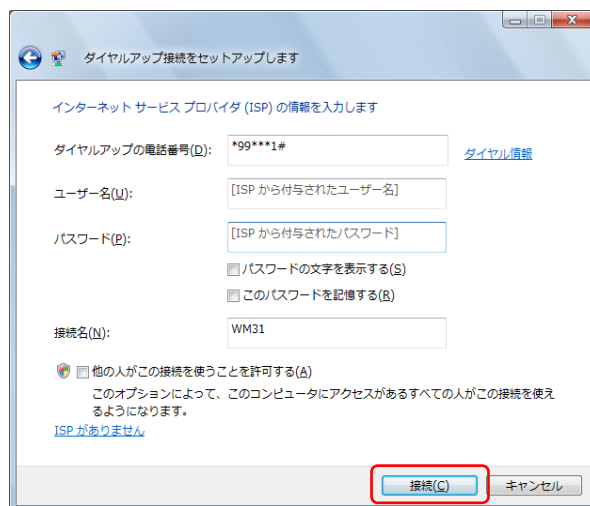 ダイヤルアップ接続をセットアップします
インターネット サービス プロバイダ (ISP) の情報を入力します
ダイヤルアップの電話番号(D):
*99***1#
ダイヤル情報
ユーザー名(U):
[ISP から付与されたユーザー名]
パスワード(P):
[ISP から付与されたパスワード]
パスワードの文字を表示する(S)
このパスワードを記憶する(R)
接続名(N):
WM31
他の人がこの接続を使うことを許可する(A)
このオプションによって、このコンピュータにアクセスがあるすべての人がこの接続を使え
るようになります。
ISP がありません
接続(C)
キャンセル